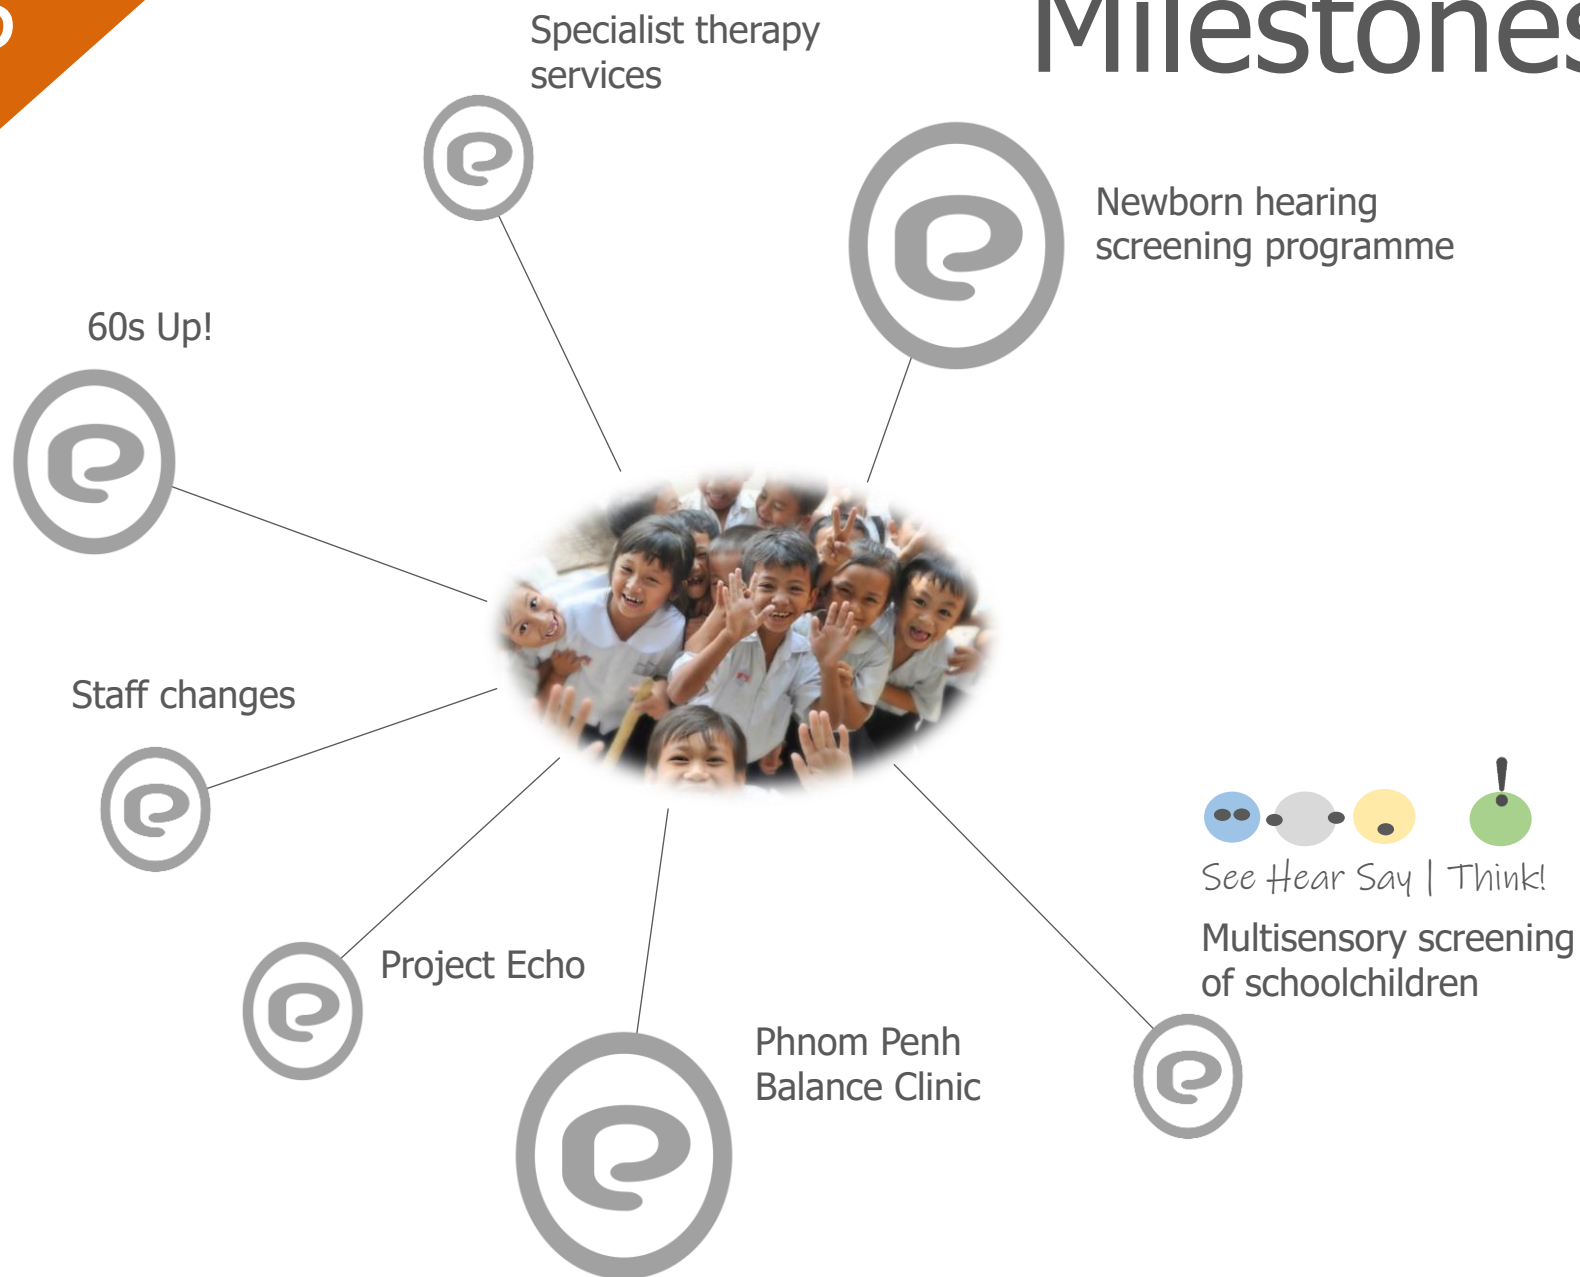 Milestones
Specialist therapy
services
Newborn hearing
screening programme
60s Up!
Staff changes
See Hear Say | Think!
Multisensory screening
of schoolchildren
Project Echo
Phnom Penh
Balance Clinic